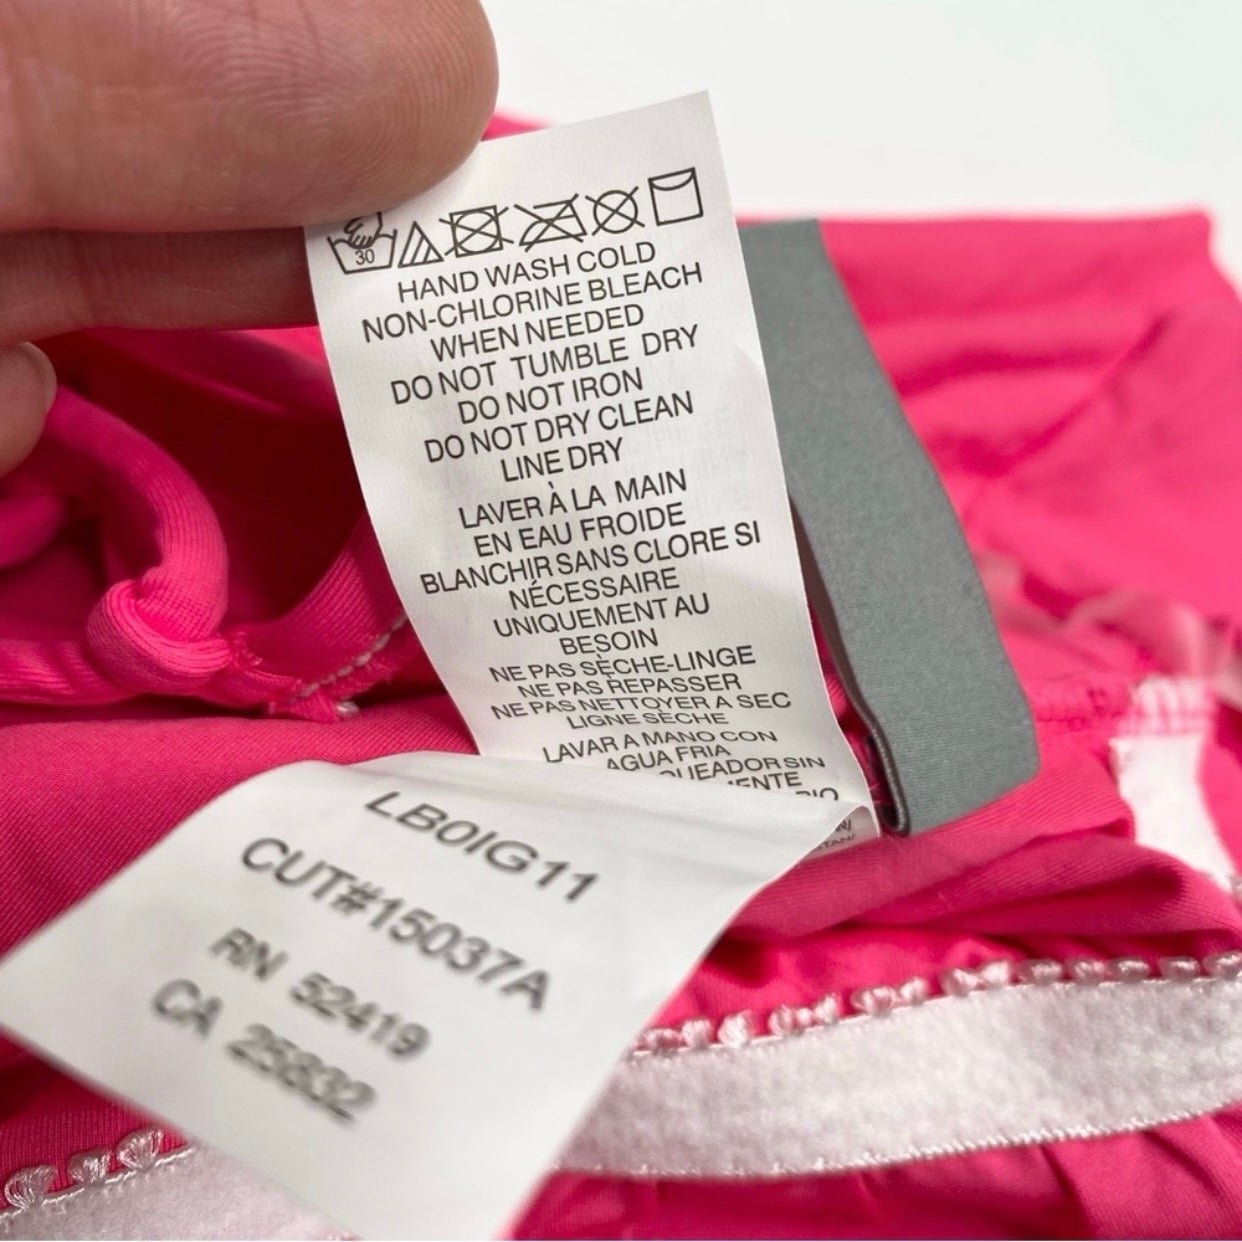 30
HAND WASH COLD
NON-CHLORINE BLEACH
WHEN NEEDED
DO NOT TUMBLE DRY
DO NOT IRON
DO NOT DRY CLEAN
LINE DRY
LAVER À LA MAIN
EN EAU FROIDE
BLANCHIR SANS CLORE SI
NÉCESSAIRE
UNIQUEMENT AU
BESOIN
NE PAS SÈCHE-LINGE
NE PAS REPASSER
NE PAS NETTOYER A SEC
LIGNE SÈCHE
LAVAR A MANO CON
AGUA FRIA
LB0IG11
CUT#15037A
RN 52419
CA 25832